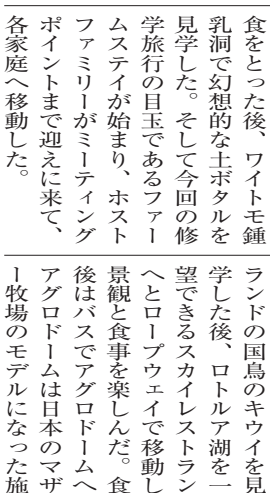 食をとった後、ワイトモ鍾
乳洞で幻想的な土ボタルを
見学した。そして今回の修
学旅行の目玉であるファー
ムステイが始まり、ホスト
ファミリーがミーティング
ポイントまで迎えに来て、
各家庭へ移動した。
ランドの国鳥のキウイを見
学した後、ロトルア湖を一
望できるスカイレストラン
へとロープウェイで移動し
景観と食事を楽しんだ。食
後はバスでアグロドームへ
アグロドームは日本のマザ
ー牧場のモデルになった施